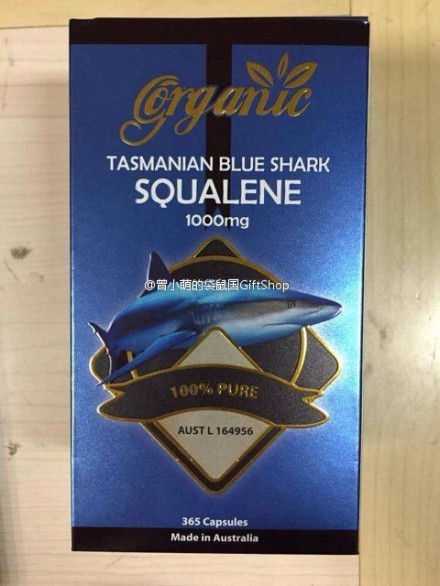 Organic
TASMANIAN BLUE SHARK
SQUALENE
1000mg
@曾小萌的袋鼠国GiftShop
100% PURE
AUST L 164956
365 Capsules
Made in Australia